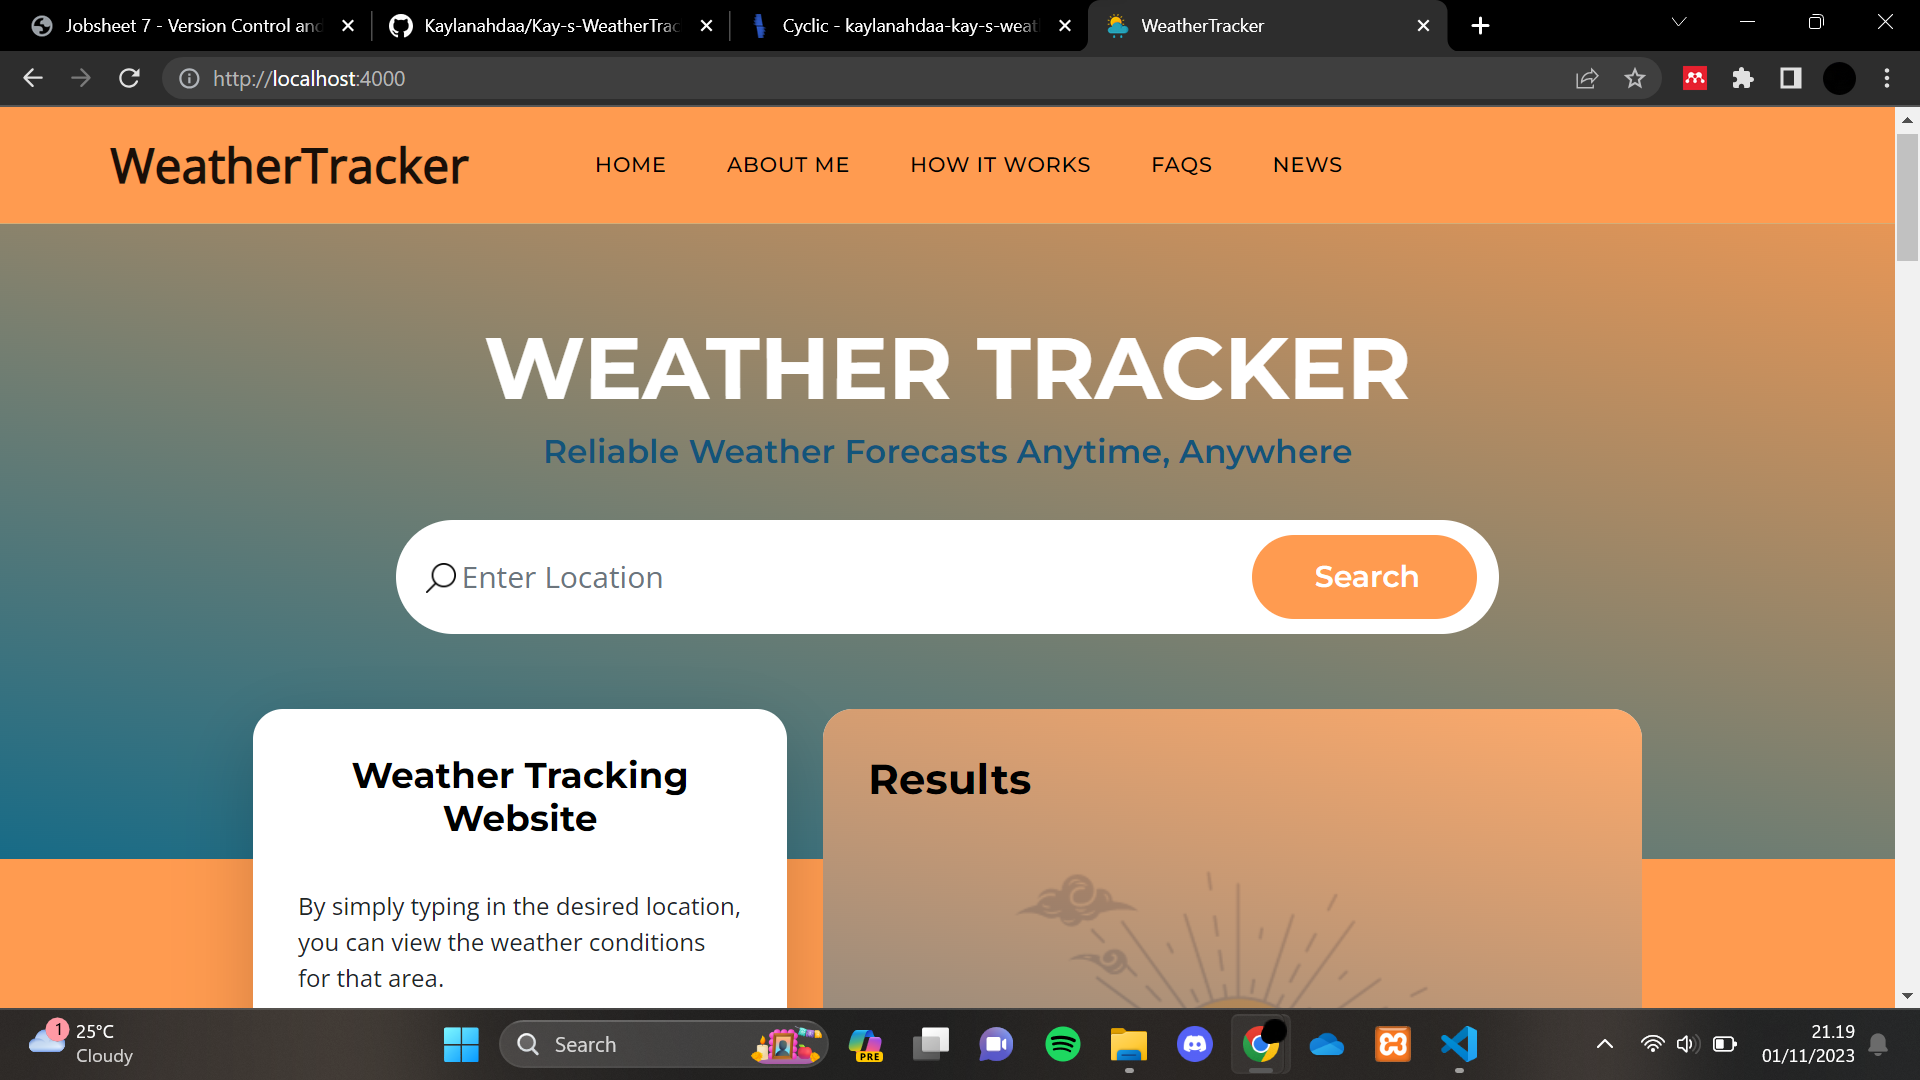 Jobsheet 7 - Version Control and
Kaylanahdaa/Kay-s-WeatherTrac
Cyclic - kaylanahdaa-kay-s-weat
WeatherTracker
http://localhost:4000
WeatherTracker
HOME
ABOUT ME
HOW IT WORKS
FAQS
NEWS
WEATHER TRACKER
Reliable Weather Forecasts Anytime, Anywhere
Enter Location
Search
Weather Tracking
Website
By simply typing in the desired location,
you can view the weather conditions
for that area.
Results
1
25°C
Cloudy
Search
PRE
21.19
01/11/2023